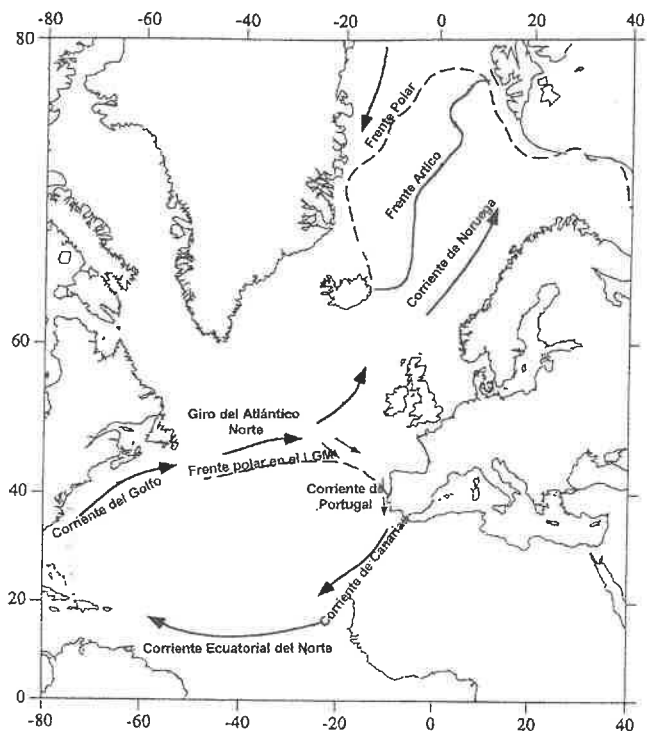 -80 -60 -40 -20 0 20 40
80
Frente Polar
Frente Artico
Corriente de Noruega
60
Giro del Atlántico
Norte
Frente polar en el LGM
40
Corriente del Golfo
Corriente de
Portugal
Corriente de Canarias
20
Corriente Ecuatorial del Norte
0
-80 -60 -40 -20 0 20 40